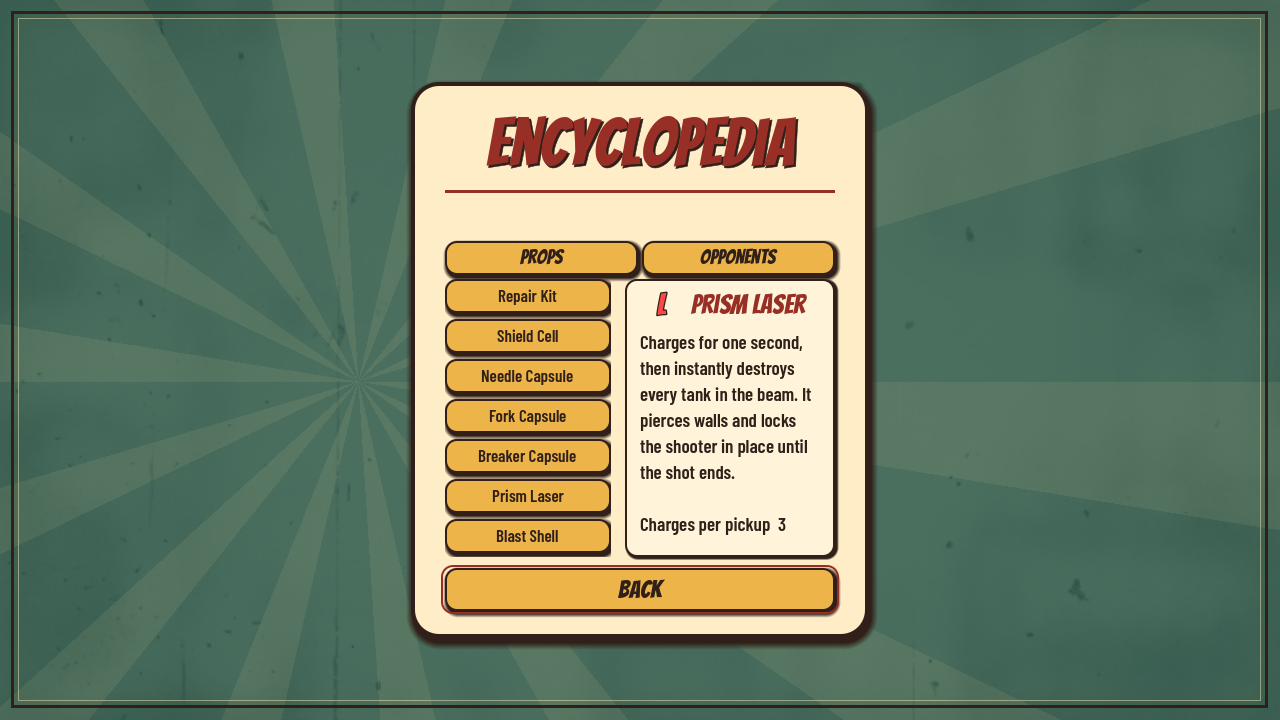 ENCYCLOPEDIA
PROPS
OPPONENTS
Repair Kit
Shield Cell
Needle Capsule
Fork Capsule
Breaker Capsule
Prism Laser
Blast Shell
L PRISM LASER
Charges for one second,
then instantly destroys
every tank in the beam. It
pierces walls and locks
the shooter in place until
the shot ends.
Charges per pickup 3
BACK